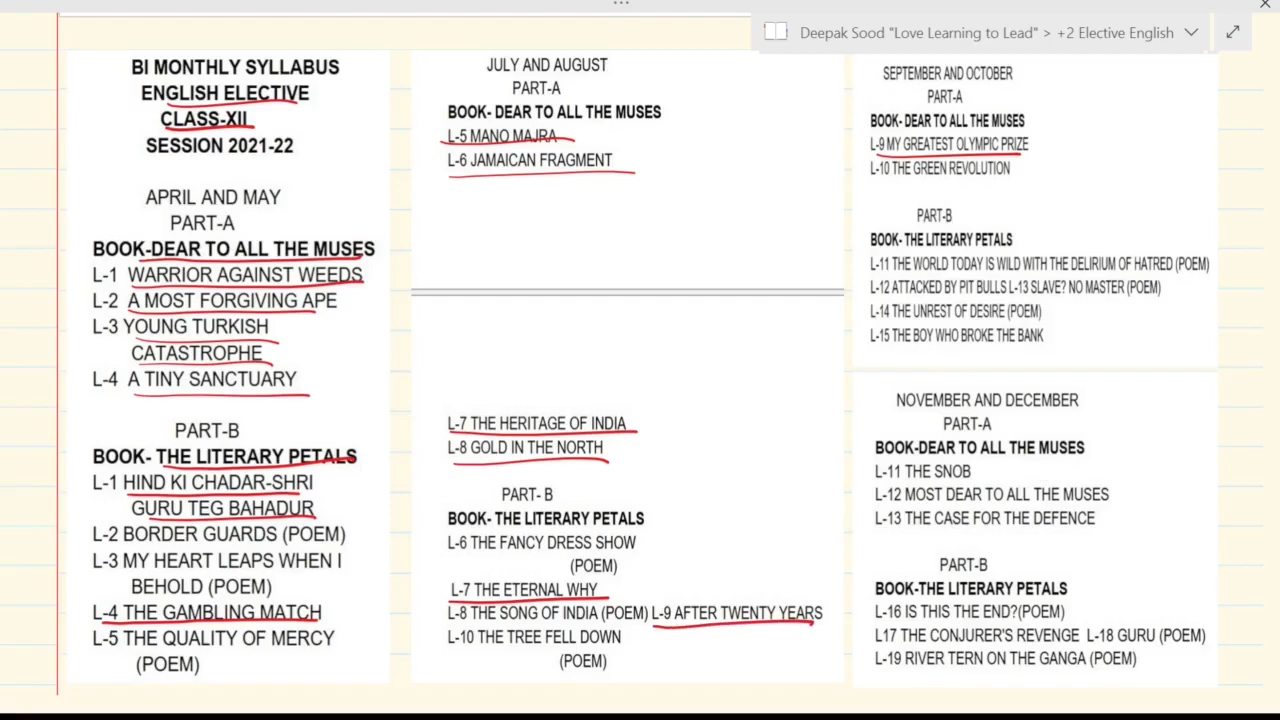 Deepak Sood "Love Learning to Lead" > +2 Elective English
BI MONTHLY SYLLABUS
ENGLISH ELECTIVE
CLASS-XII
SESSION 2021-22
APRIL AND MAY
PART-A
BOOK-DEAR TO ALL THE MUSES
L-1 WARRIOR AGAINST WEEDS
L-2 A MOST FORGIVING APE
L-3 YOUNG TURKISH
CATASTROPHE
L-4 A TINY SANCTUARY
PART-B
BOOK- THE LITERARY PETALS
L-1 HIND KI CHADAR-SHRI
GURU TEG BAHADUR
L-2 BORDER GUARDS (POEM)
L-3 MY HEART LEAPS WHEN I
BEHOLD (POEM)
L-4 THE GAMBLING MATCH
L-5 THE QUALITY OF MERCY
(POEM)
JULY AND AUGUST
PART-A
BOOK- DEAR TO ALL THE MUSES
L-5 MANO MAJRA
L-6 JAMAICAN FRAGMENT
L-7 THE HERITAGE OF INDIA
L-8 GOLD IN THE NORTH
PART- B
BOOK- THE LITERARY PETALS
L-6 THE FANCY DRESS SHOW
(POEM)
L-7 THE ETERNAL WHY
L-8 THE SONG OF INDIA (POEM) L-9 AFTER TWENTY YEARS
L-10 THE TREE FELL DOWN
(POEM)
SEPTEMBER AND OCTOBER
PART-A
BOOK- DEAR TO ALL THE MUSES
L-9 MY GREATEST OLYMPIC PRIZE
L-10 THE GREEN REVOLUTION
PART-B
BOOK- THE LITERARY PETALS
L-11 THE WORLD TODAY IS WILD WITH THE DELIRIUM OF HATRED (POEM)
L-12 ATTACKED BY PIT BULLS L-13 SLAVE? NO MASTER (POEM)
L-14 THE UNREST OF DESIRE (POEM)
L-15 THE BOY WHO BROKE THE BANK
NOVEMBER AND DECEMBER
PART-A
BOOK-DEAR TO ALL THE MUSES
L-11 THE SNOB
L-12 MOST DEAR TO ALL THE MUSES
L-13 THE CASE FOR THE DEFENCE
PART-B
BOOK-THE LITERARY PETALS
L-16 IS THIS THE END?(POEM)
L17 THE CONJURER'S REVENGE L-18 GURU (POEM)
L-19 RIVER TERN ON THE GANGA (POEM)